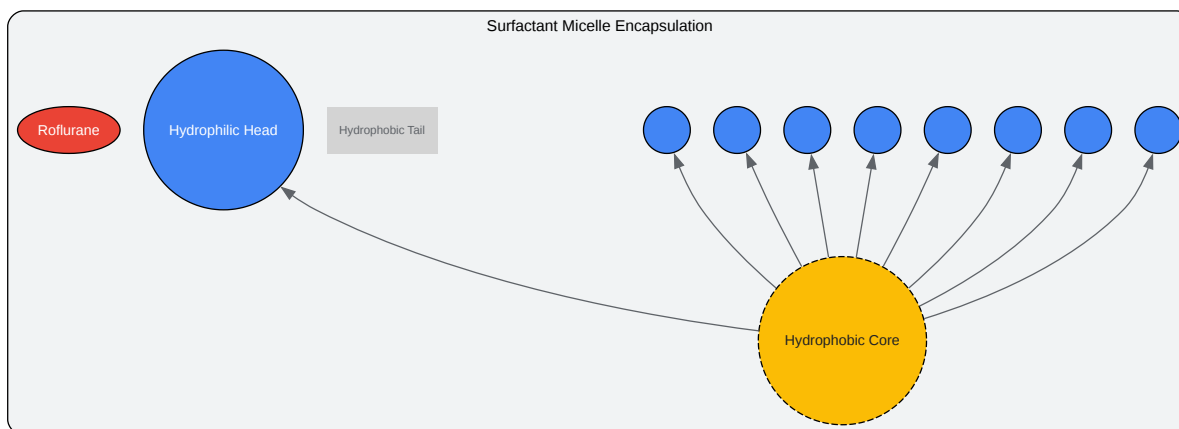 Surfactant Micelle Encapsulation
Roflurane
Hydrophilic Head
Hydrophobic Tail
Hydrophobic Core